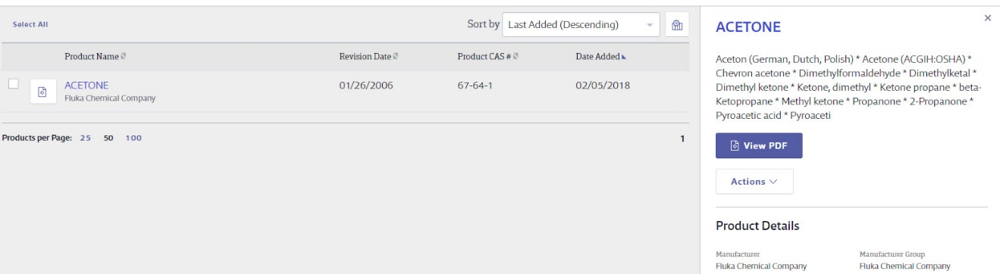 Select All
Sort by Last Added (Descending)
Product Name Revision Date Product CAS # Date Added
ACETONE 01/26/2006 67-64-1 02/05/2018
Fluka Chemical Company
Products per Page: 25 50 100 1
ACETONE
Aceton (German, Dutch, Polish) * Acetone (ACGIH:OSHA) *
Chevron acetone * Dimethylformaldehyde * Dimethylketal *
Dimethyl ketone * Ketone, dimethyl * Ketone propane * beta-
Ketopropane * Methyl ketone * Propanone * 2-Propanone *
Pyroacetic acid * Pyroaceti
View PDF
Actions
Product Details
Manufacturer Manufacturer Group
Fluka Chemical Company Fluka Chemical Company